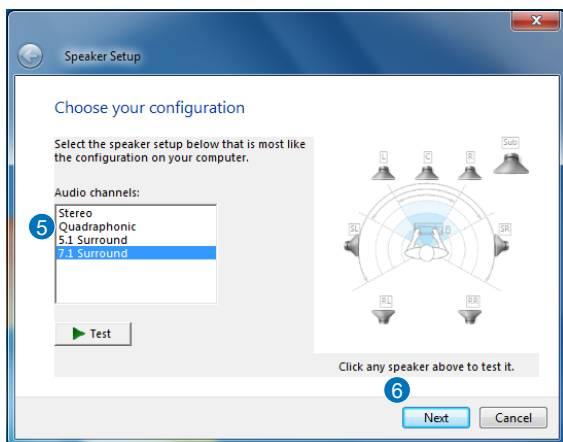 Speaker Setup
Choose your configuration
Select the speaker setup below that is most like
the configuration on your computer.
Audio channels:
5
Stereo
Quadraphonic
5.1 Surround
7.1 Surround
Test
L
C
R
Sub
SL
SR
RL
RR
Click any speaker above to test it.
6
Next
Cancel